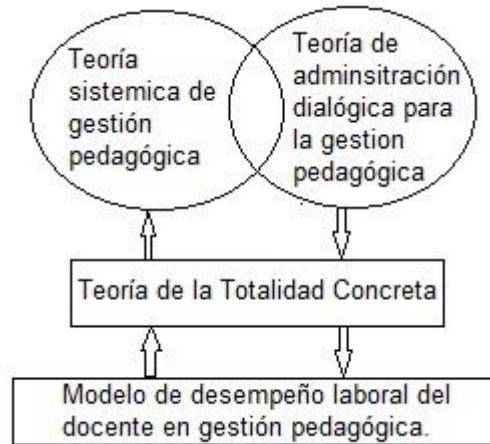 Teoría
sistemica de
gestión
pedagógica
Teoría de
adminsitración
dialógica para
la gestion
pedagógica
Teoría de la Totalidad Concreta
Modelo de desempeño laboral del
docente en gestión pedagógica.